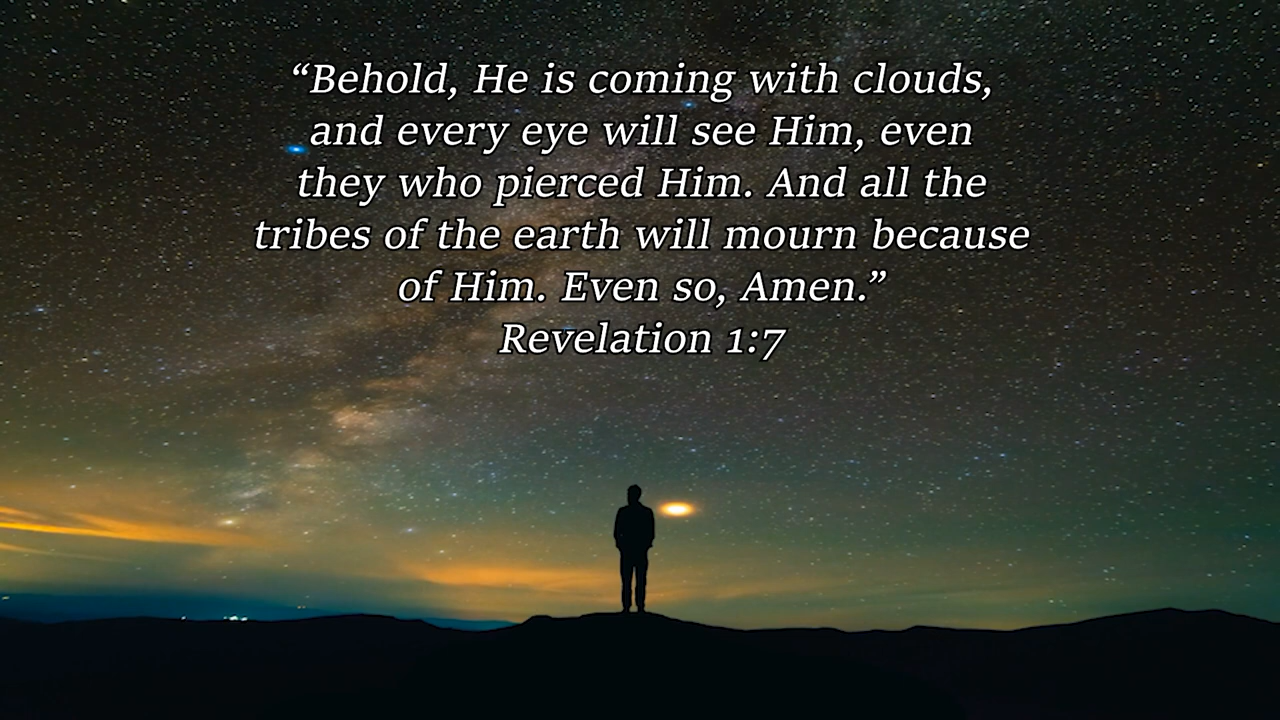 “Behold, He is coming with clouds,
and every eye will see Him, even
they who pierced Him. And all the
tribes of the earth will mourn because
of Him. Even so, Amen.”
Revelation 1:7